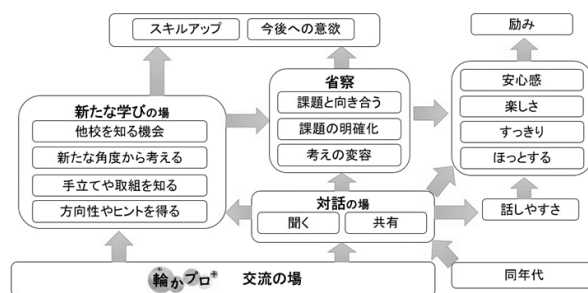 スキルアップ
今後への意欲
励み
新たな学びの場
他校を知る機会
新たな角度から考える
手立てや取組を知る
方向性やヒントを得る
省察
課題と向き合う
課題の明確化
考えの変容
安心感
楽しさ
すっきり
ほっとする
対話の場
聞く
共有
話しやすさ
輪かプロ+ 交流の場
同年代